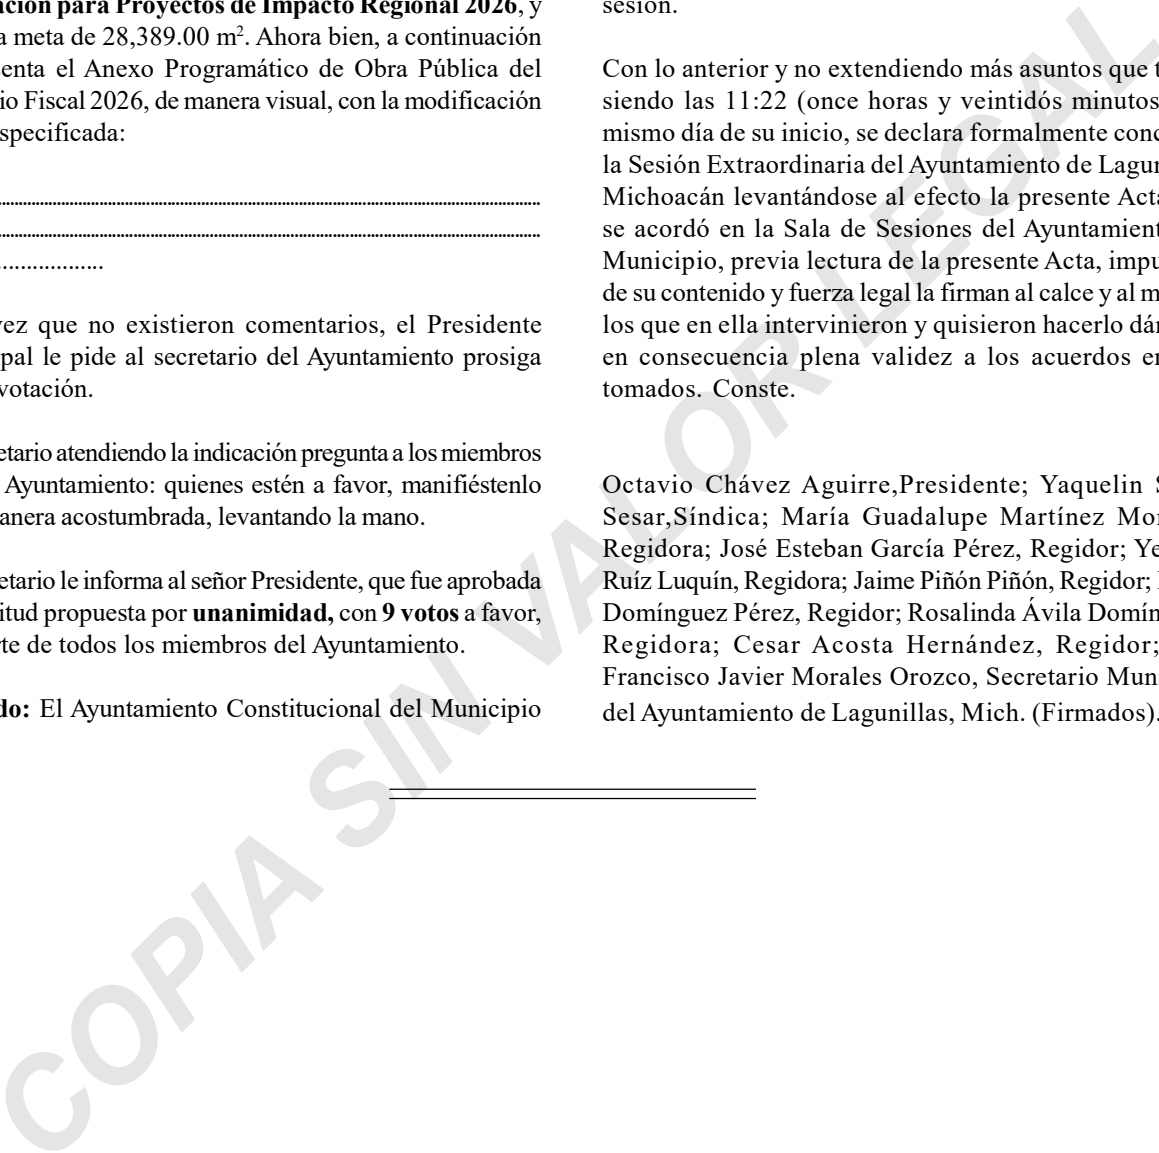 ación para Proyectos de Impacto Regional 2026, y
a meta de 28,389.00 m². Ahora bien, a continuación
enta el Anexo Programático de Obra Pública del
io Fiscal 2026, de manera visual, con la modificación
specificada:
vez que no existieron comentarios, el Presidente
pal le pide al secretario del Ayuntamiento prosiga
votación.
etario atendiendo la indicación pregunta a los miembros
Ayuntamiento: quienes estén a favor, manifiéstenlo
anera acostumbrada, levantando la mano.
etario le informa al señor Presidente, que fue aprobada
itud propuesta por unanimidad, con 9 votos a favor,
rte de todos los miembros del Ayuntamiento.
do: El Ayuntamiento Constitucional del Municipio
sesión.
Con lo anterior y no extendiendo más asuntos que t
siendo las 11:22 (once horas y veintidós minutos
mismo día de su inicio, se declara formalmente conc
la Sesión Extraordinaria del Ayuntamiento de Lagun
Michoacán levantándose al efecto la presente Acta
se acordó en la Sala de Sesiones del Ayuntamient
Municipio, previa lectura de la presente Acta, impu
de su contenido y fuerza legal la firman al calce y al m
los que en ella intervinieron y quisieron hacerlo dán
en consecuencia plena validez a los acuerdos en
tomados. Conste.
Octavio Chávez Aguirre,Presidente; Yaquelin S
Sesar,Síndica; María Guadalupe Martínez Mor
Regidora; José Esteban García Pérez, Regidor; Ye
Ruíz Luquín, Regidora; Jaime Piñón Piñón, Regidor;
Domínguez Pérez, Regidor; Rosalinda Ávila Domín
Regidora; Cesar Acosta Hernández, Regidor;
Francisco Javier Morales Orozco, Secretario Muni
del Ayuntamiento de Lagunillas, Mich. (Firmados).
COPIA SIN VALOR LEGAL